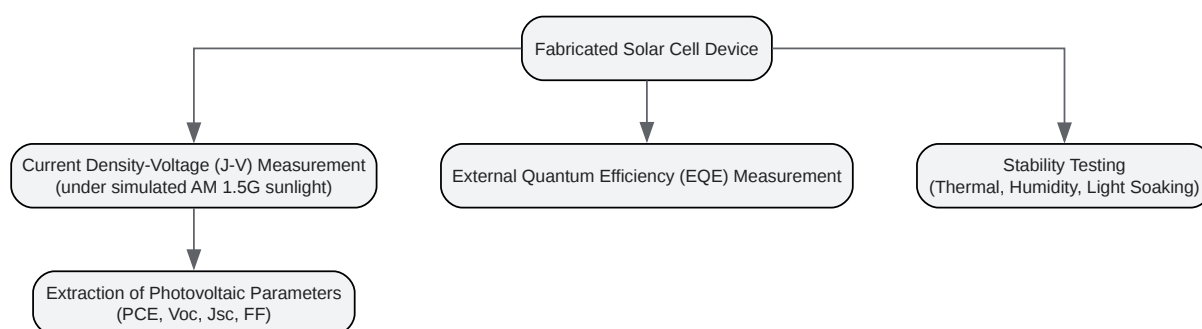 Fabricated Solar Cell Device
Current Density-Voltage (J-V) Measurement
(under simulated AM 1.5G sunlight)
External Quantum Efficiency (EQE) Measurement
Stability Testing
(Thermal, Humidity, Light Soaking)
Extraction of Photovoltaic Parameters
(PCE, Voc, Jsc, FF)